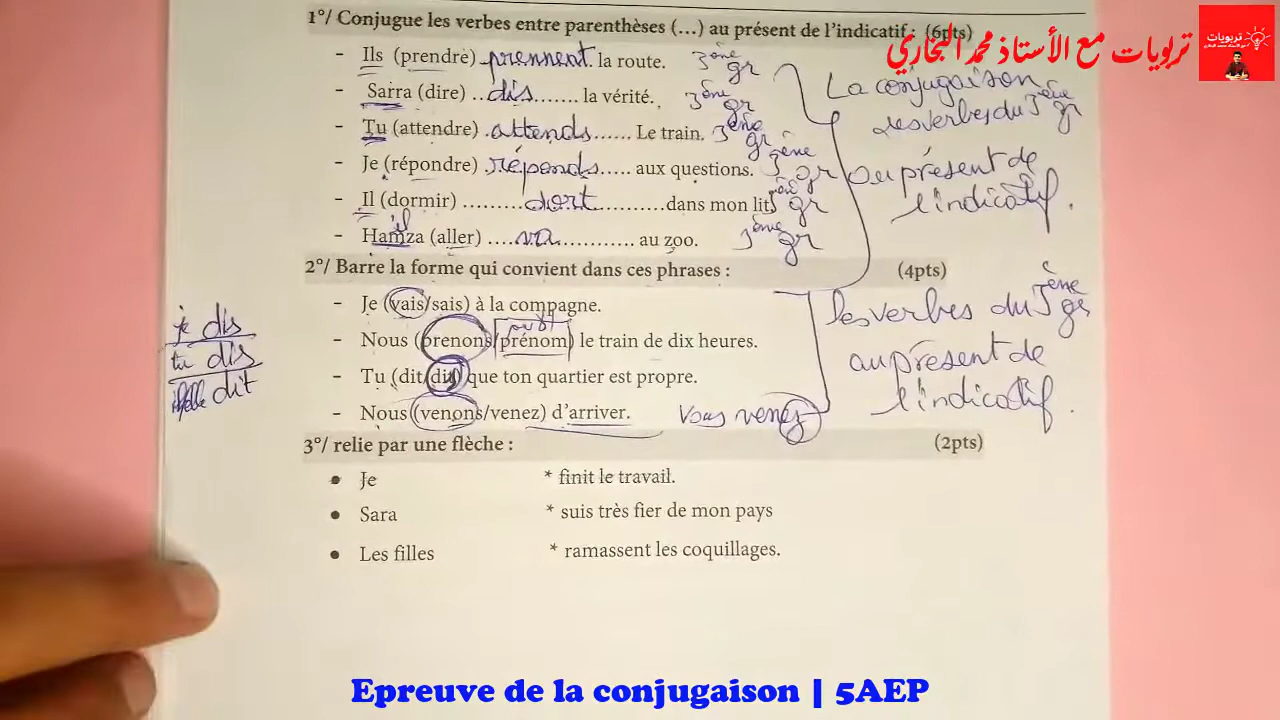 1°/ Conjugue les verbes entre parenthèses (...) au présent de l'indicatif : (6pts)
تربويات مع الأستاذ محمد البخاري
تربويات
- Ils (prendre) prennent. la route. 3ème gr
- Sarra (dire) ..dis....... la vérité. 3ème gr
- Tu (attendre) .attends...... Le train. 3ème gr
- Je (répondre) .réponds..... aux questions. 3ème gr
- Il (dormir) .........dort...........dans mon lit 3ème gr
il
- Hamza (aller) ....va............ au zoo. 3ème gr
La conjugaison
des verbes du 3ème gr
au présent de
l'indicatif.
2°/ Barre la forme qui convient dans ces phrases : (4pts)
- Je (vais/sais) à la compagne.
- Nous (prenons/prénom) le train de dix heures.
- Tu (dit/dis) que ton quartier est propre.
- Nous (venons/venez) d'arriver. Vous venez
les verbes du 3ème gr
au présent de
l'indicatif.
je dis
tu dis
il/elle dit
3°/ relie par une flèche : (2pts)
● Je * finit le travail.
● Sara * suis très fier de mon pays
● Les filles * ramassent les coquillages.
Epreuve de la conjugaison | 5AEP